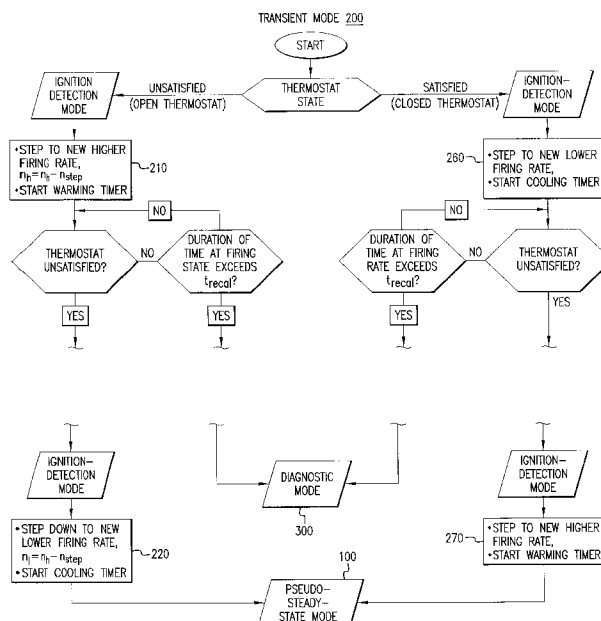 TRANSIENT MODE 200
START
IGNITION
DETECTION
MODE
UNSATISFIED
(OPEN THERMOSTAT)
THERMOSTAT
STATE
SATISFIED
(CLOSED THERMOSTAT)
IGNITION-
DETECTION
MODE
•STEP TO NEW HIGHER
FIRING RATE,
nh=nh-nstep
•START WARMING TIMER
210
260
•STEP TO NEW LOWER
FIRING RATE,
•START COOLING TIMER
NO
NO
THERMOSTAT
UNSATISFIED?
NO
DURATION OF
TIME AT FIRING
STATE EXCEEDS
trecal?
DURATION OF
TIME AT FIRING
RATE EXCEEDS
trecal?
NO
THERMOSTAT
UNSATISFIED?
YES
YES
YES
YES
IGNITION-
DETECTION
MODE
DIAGNOSTIC
MODE
300
IGNITION-
DETECTION
MODE
•STEP DOWN TO NEW
LOWER FIRING RATE,
nl=nh-nstep
•START COOLING TIMER
220
270
•STEP TO NEW HIGHER
FIRING RATE,
•START WARMING TIMER
100
PSEUDO-
STEADY-
STATE MODE